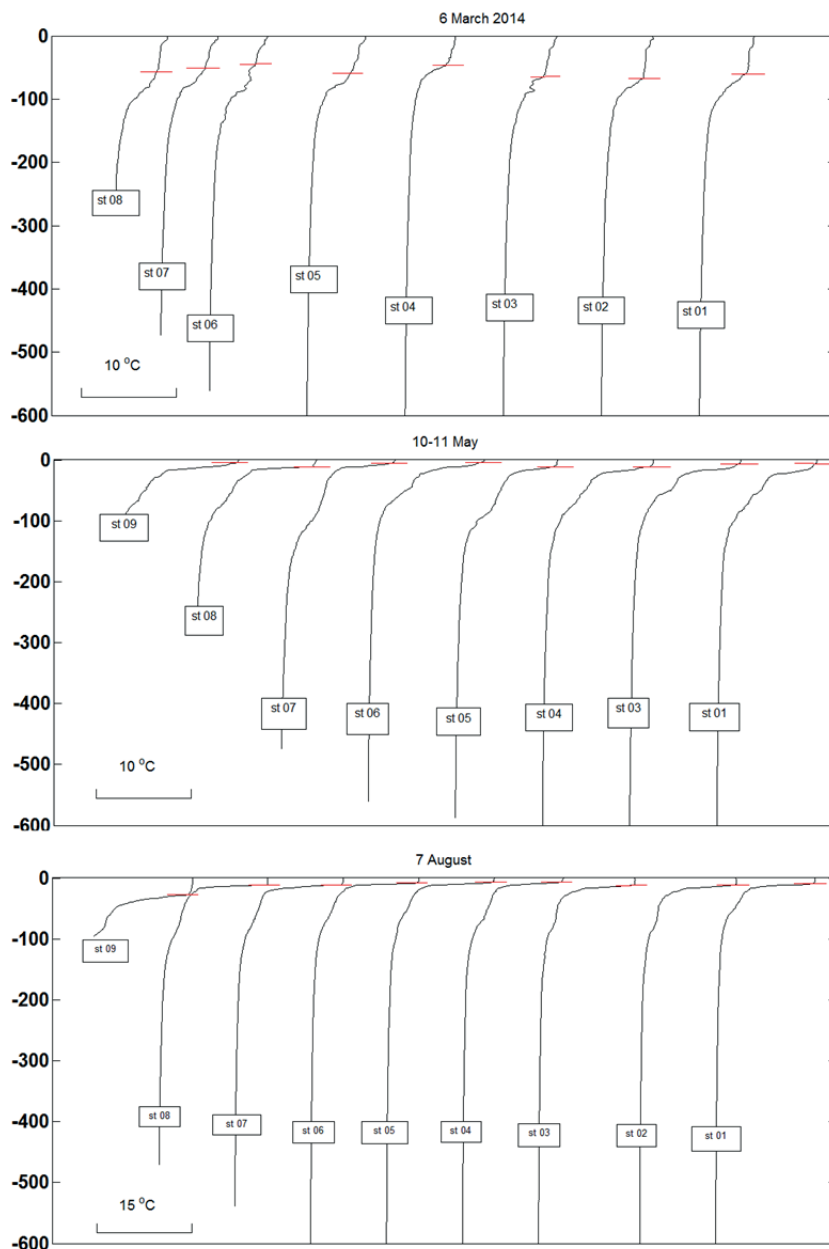 6 March 2014
0
-100
-200
-300
-400
-500
-600
st 08
st 07
st 06
st 05
st 04
st 03
st 02
st 01
10 °C
10-11 May
0
-100
-200
-300
-400
-500
-600
st 09
st 08
st 07
st 06
st 05
st 04
st 03
st 01
10 °C
7 August
0
-100
-200
-300
-400
-500
-600
st 09
st 08
st 07
st 06
st 05
st 04
st 03
st 02
st 01
15 °C